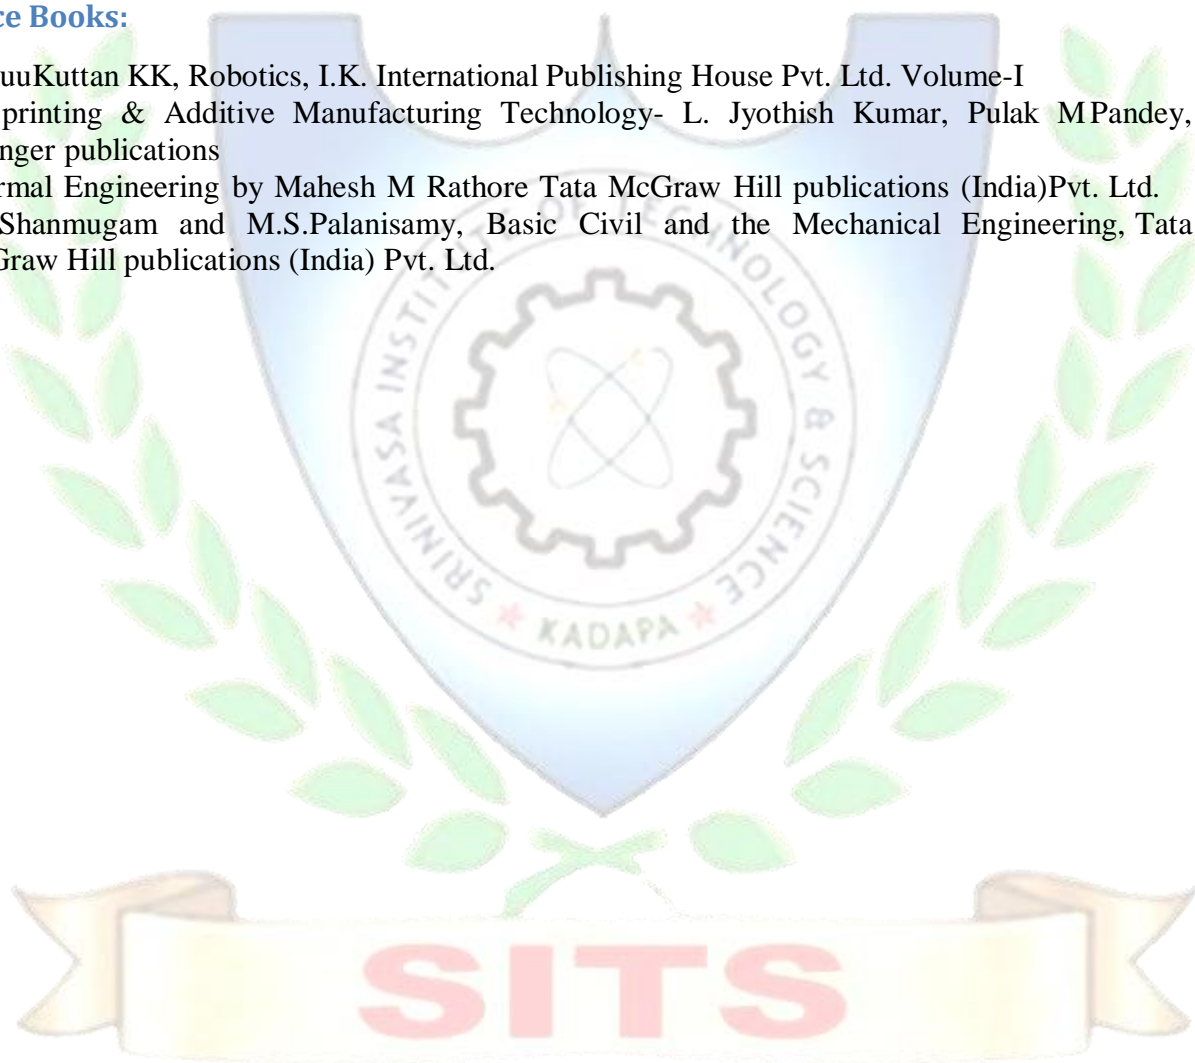 ce Books:
uuKuttan KK, Robotics, I.K. International Publishing House Pvt. Ltd. Volume-I
printing & Additive Manufacturing Technology- L. Jyothish Kumar, Pulak M Pandey,
nger publications
rmal Engineering by Mahesh M Rathore Tata McGraw Hill publications (India)Pvt. Ltd.
Shanmugam and M.S.Palanisamy, Basic Civil and the Mechanical Engineering, Tata
Graw Hill publications (India) Pvt. Ltd.
SRINIVASA INSTITUTE OF TECHNOLOGY & SCIENCE
KADAPA
SITS